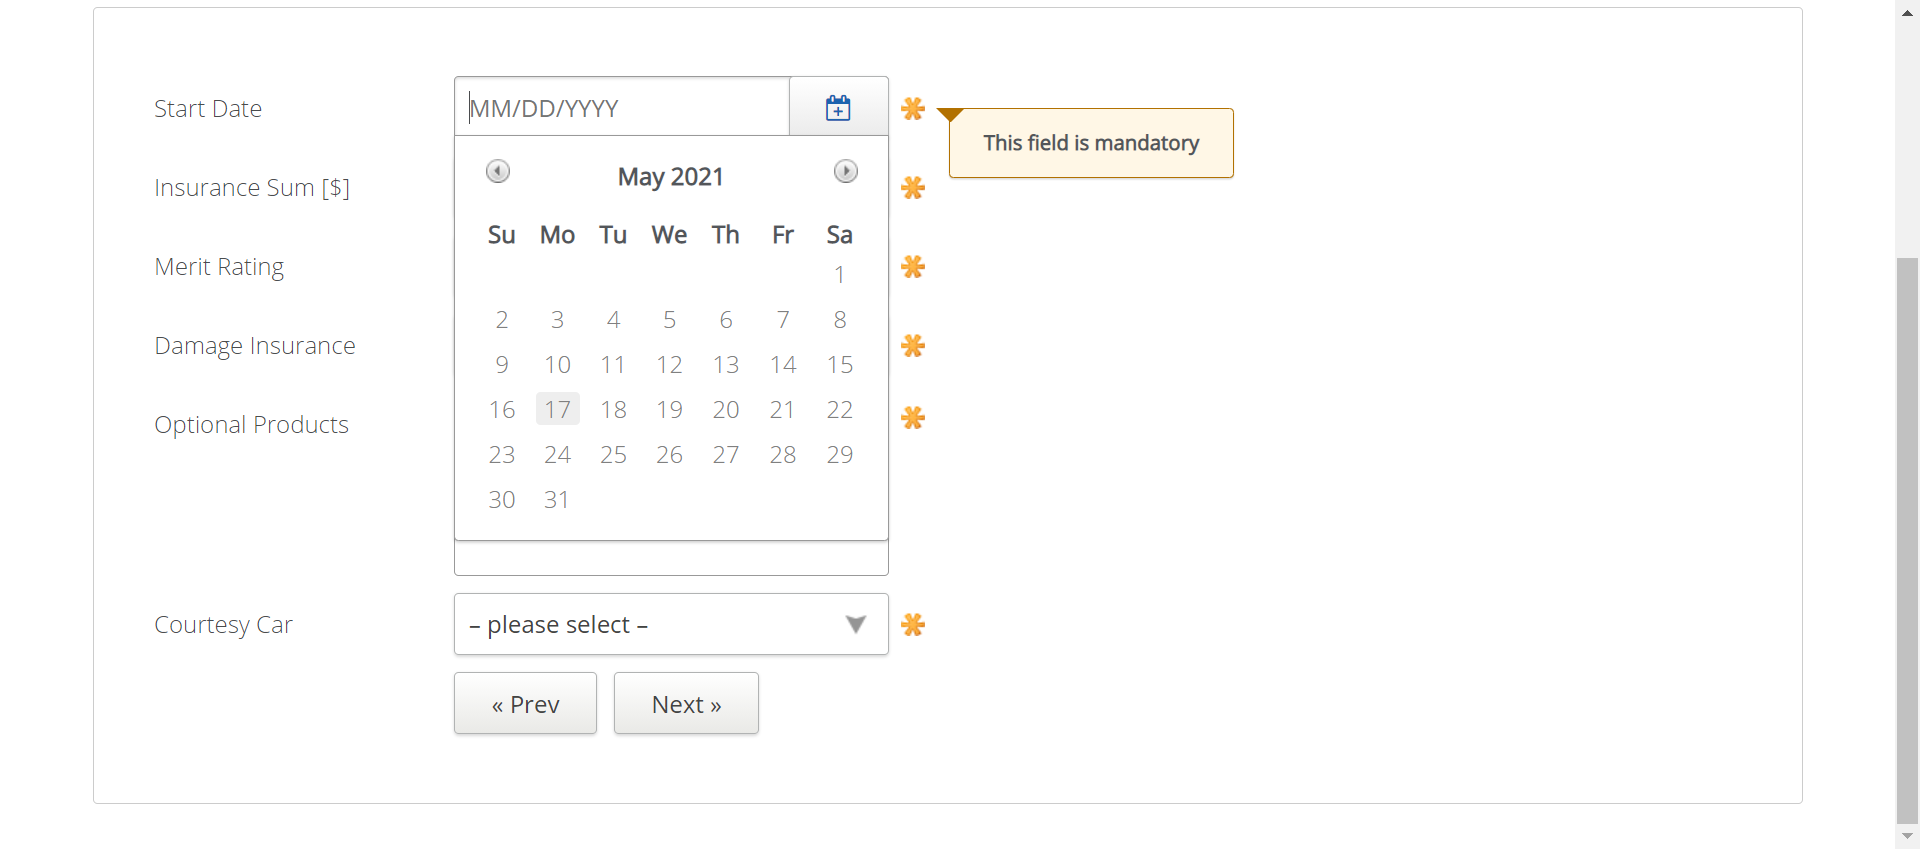 Start Date
MM/DD/YYYY
This field is mandatory
May 2021
Su Mo Tu We Th Fr Sa
1
2 3 4 5 6 7 8
9 10 11 12 13 14 15
16 17 18 19 20 21 22
23 24 25 26 27 28 29
30 31
Insurance Sum [$]
Merit Rating
Damage Insurance
Optional Products
Courtesy Car
– please select –
« Prev
Next »